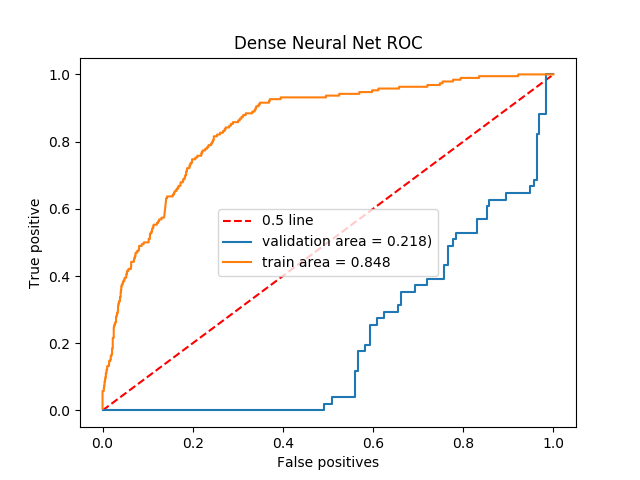 Dense Neural Net ROC
True positive
1.0
0.8
0.6
0.4
0.2
0.0
0.5 line
validation area = 0.218)
train area = 0.848
0.0 0.2 0.4 0.6 0.8 1.0
False positives